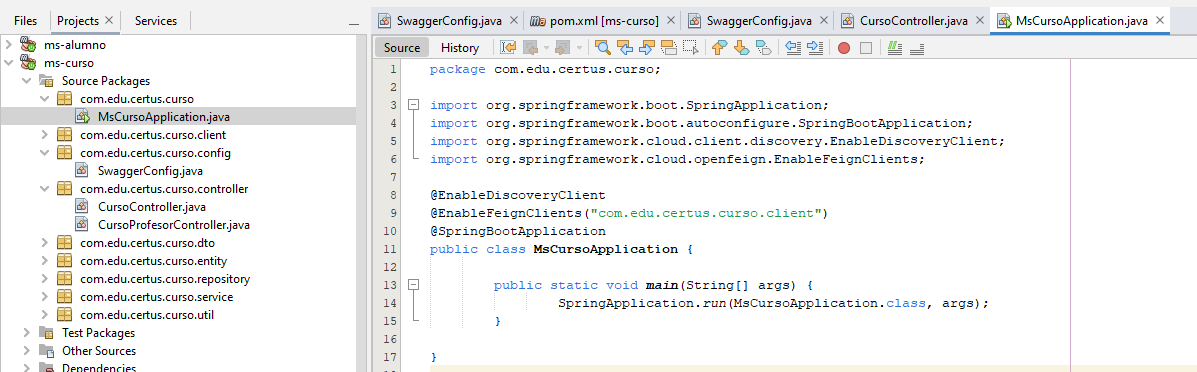 Files Projects Services
ms-alumno
ms-curso
Source Packages
com.edu.certus.curso
MsCursoApplication.java
com.edu.certus.curso.client
com.edu.certus.curso.config
SwaggerConfig.java
com.edu.certus.curso.controller
CursoController.java
CursoProfesorController.java
com.edu.certus.curso.dto
com.edu.certus.curso.entity
com.edu.certus.curso.repository
com.edu.certus.curso.service
com.edu.certus.curso.util
Test Packages
Other Sources
Dependencies
SwaggerConfig.java pom.xml [ms-curso] SwaggerConfig.java CursoController.java MsCursoApplication.java
Source History
1 package com.edu.certus.curso;
2
3 import org.springframework.boot.SpringApplication;
4 import org.springframework.boot.autoconfigure.SpringBootApplication;
5 import org.springframework.cloud.client.discovery.EnableDiscoveryClient;
6 import org.springframework.cloud.openfeign.EnableFeignClients;
7
8 @EnableDiscoveryClient
9 @EnableFeignClients("com.edu.certus.curso.client")
10 @SpringBootApplication
11 public class MsCursoApplication {
12
13 public static void main(String[] args) {
14 SpringApplication.run(MsCursoApplication.class, args);
15 }
16
17 }